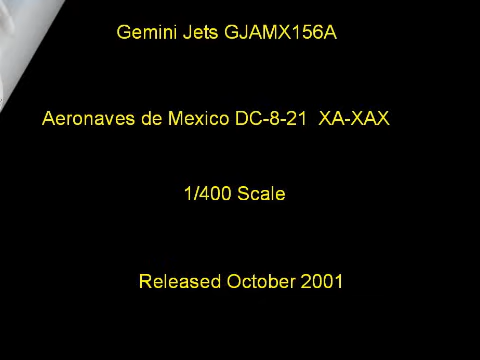 Gemini Jets GJAMX156A
Aeronaves de Mexico DC-8-21 XA-XAX
1/400 Scale
Released October 2001